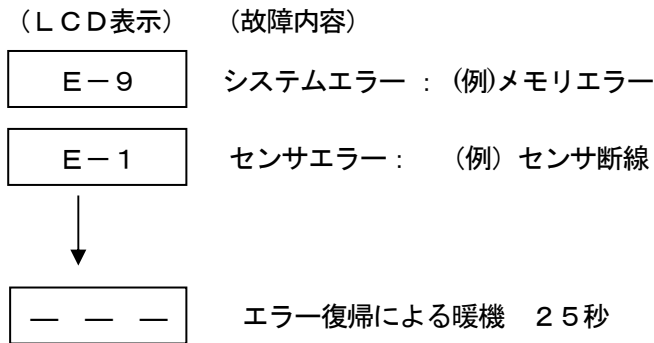 （ＬＣＤ表示）　（故障内容）
Ｅ－９　システムエラー ： (例)メモリエラー
Ｅ－１　センサエラー：　（例）センサ断線
― ― ―　エラー復帰による暖機　２５秒